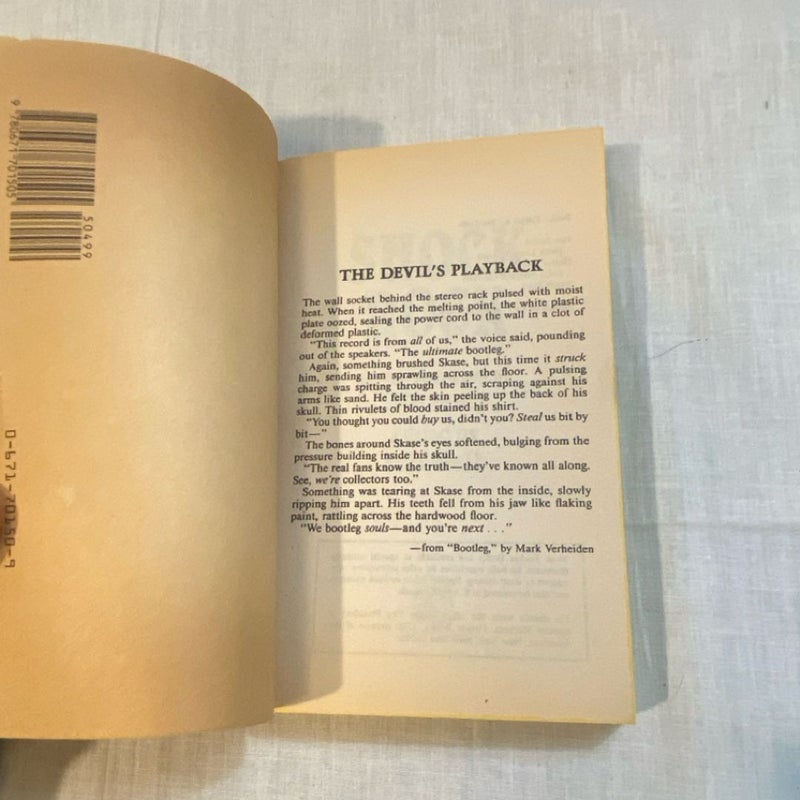 9 780671 701505
50499
0-671-70150-9
THE DEVIL'S PLAYBACK
The wall socket behind the stereo rack pulsed with moist
heat. When it reached the melting point, the white plastic
plate oozed, sealing the power cord to the wall in a clot of
deformed plastic.
"This record is from all of us," the voice said, pounding
out of the speakers. "The ultimate bootleg."
Again, something brushed Skase, but this time it struck
him, sending him sprawling across the floor. A pulsing
charge was spitting through the air, scraping against his
arms like sand. He felt the skin peeling up the back of his
skull. Thin rivulets of blood stained his shirt.
"You thought you could buy us, didn't you? Steal us bit by
bit—"
The bones around Skase's eyes softened, bulging from the
pressure building inside his skull.
"The real fans know the truth—they've known all along.
See, we're collectors too."
Something was tearing at Skase from the inside, slowly
ripping him apart. His teeth fell from his jaw like flaking
paint, rattling across the hardwood floor.
"We bootleg souls—and you're next . . ."
—from "Bootleg," by Mark Verheiden